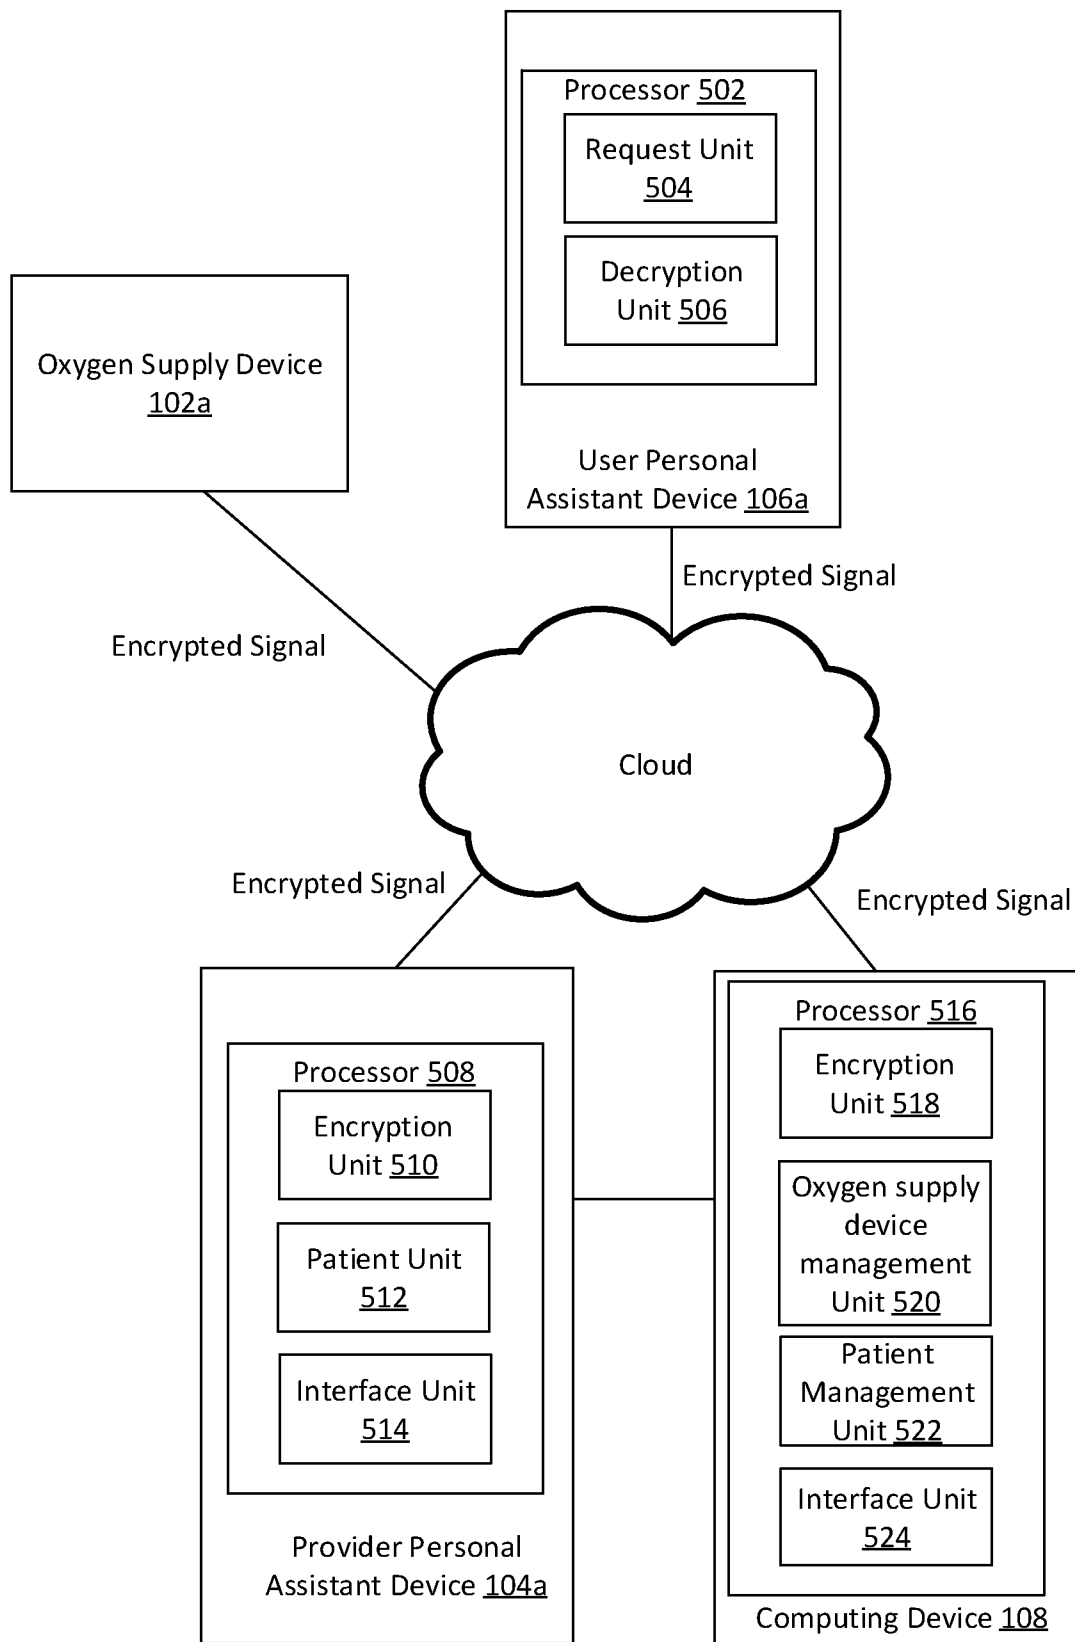 Processor 502
Request Unit
504
Decryption
Unit 506
User Personal
Assistant Device 106a
Oxygen Supply Device
102a
Encrypted Signal
Encrypted Signal
Cloud
Encrypted Signal
Encrypted Signal
Processor 508
Encryption
Unit 510
Patient Unit
512
Interface Unit
514
Provider Personal
Assistant Device 104a
Processor 516
Encryption
Unit 518
Oxygen supply
device
management
Unit 520
Patient
Management
Unit 522
Interface Unit
524
Computing Device 108